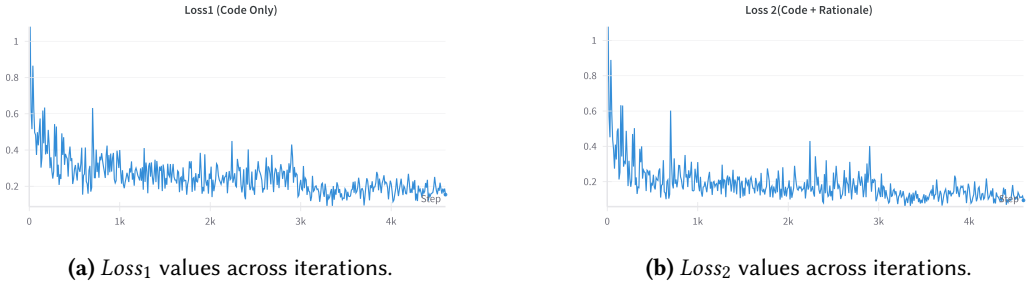 Loss1 (Code Only)
1
0.8
0.6
0.4
0.2
0
1k
2k
3k
4k
Step
(a) Loss1 values across iterations.
Loss 2(Code + Rationale)
1
0.8
0.6
0.4
0.2
0
1k
2k
3k
4k
Step
(b) Loss2 values across iterations.